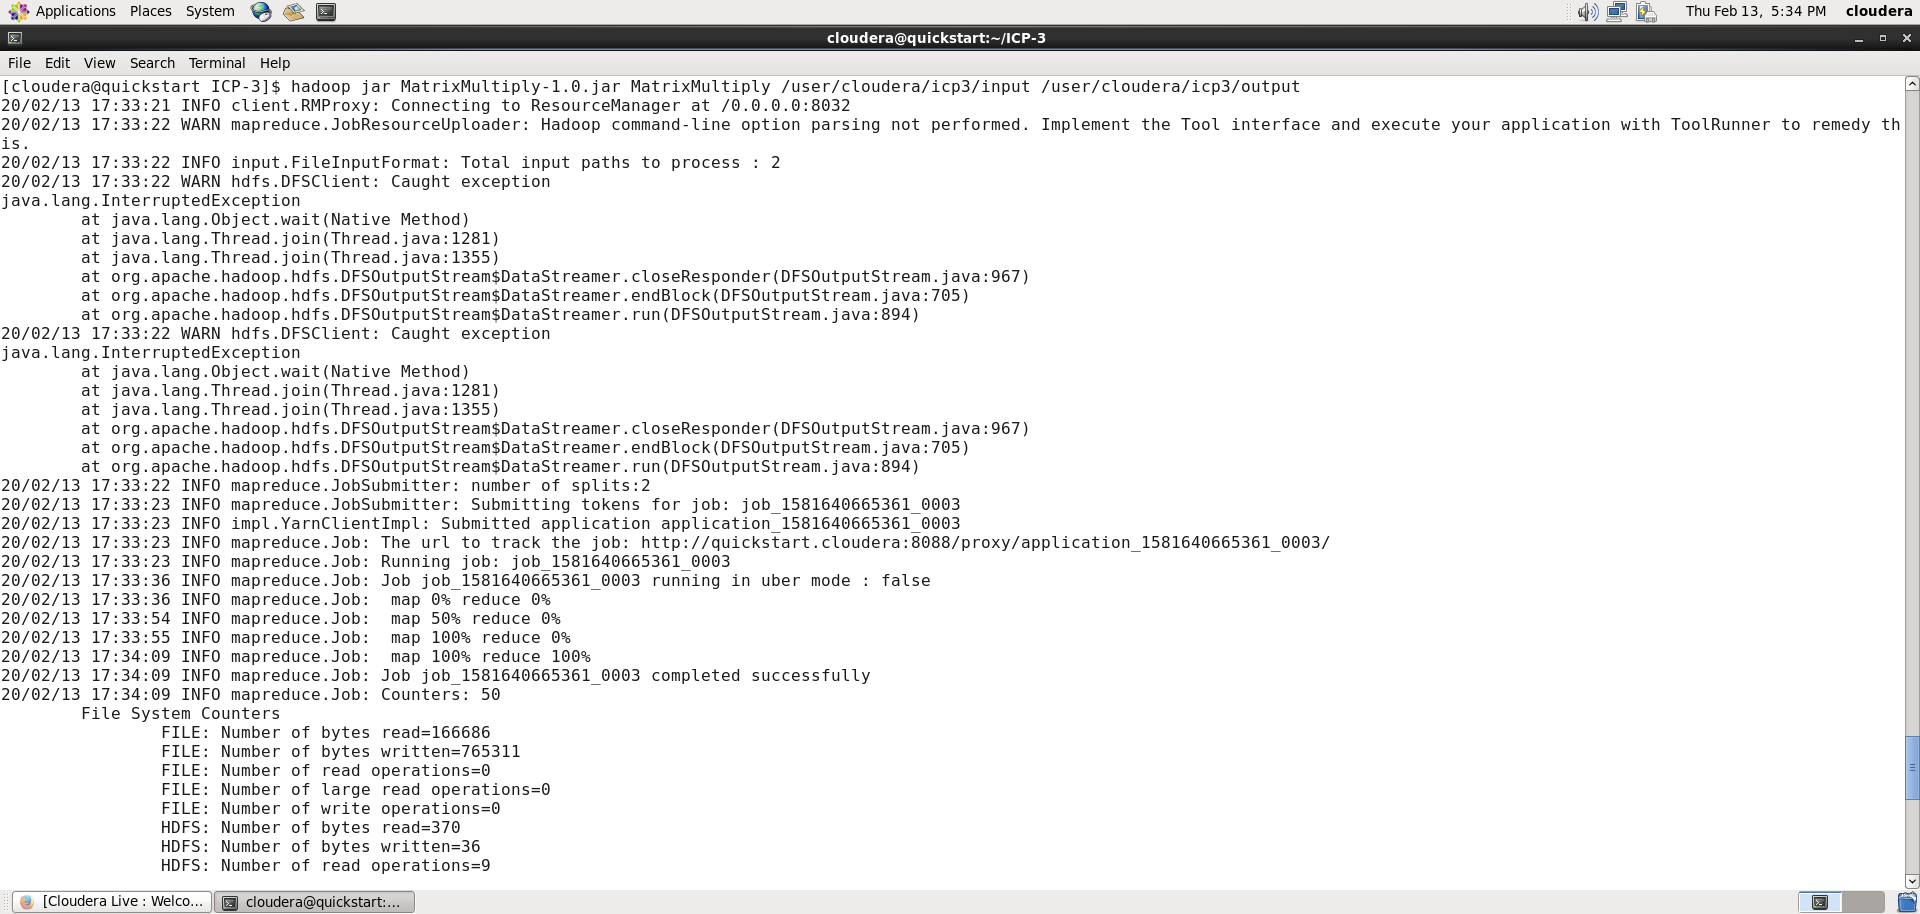 Applications Places System Thu Feb 13, 5:34 PM cloudera
cloudera@quickstart:~/ICP-3
File Edit View Search Terminal Help
[cloudera@quickstart ICP-3]$ hadoop jar MatrixMultiply-1.0.jar MatrixMultiply /user/cloudera/icp3/input /user/cloudera/icp3/output
20/02/13 17:33:21 INFO client.RMProxy: Connecting to ResourceManager at /0.0.0.0:8032
20/02/13 17:33:22 WARN mapreduce.JobResourceUploader: Hadoop command-line option parsing not performed. Implement the Tool interface and execute your application with ToolRunner to remedy th
is.
20/02/13 17:33:22 INFO input.FileInputFormat: Total input paths to process : 2
20/02/13 17:33:22 WARN hdfs.DFSClient: Caught exception
java.lang.InterruptedException
at java.lang.Object.wait(Native Method)
at java.lang.Thread.join(Thread.java:1281)
at java.lang.Thread.join(Thread.java:1355)
at org.apache.hadoop.hdfs.DFSOutputStream$DataStreamer.closeResponder(DFSOutputStream.java:967)
at org.apache.hadoop.hdfs.DFSOutputStream$DataStreamer.endBlock(DFSOutputStream.java:705)
at org.apache.hadoop.hdfs.DFSOutputStream$DataStreamer.run(DFSOutputStream.java:894)
20/02/13 17:33:22 WARN hdfs.DFSClient: Caught exception
java.lang.InterruptedException
at java.lang.Object.wait(Native Method)
at java.lang.Thread.join(Thread.java:1281)
at java.lang.Thread.join(Thread.java:1355)
at org.apache.hadoop.hdfs.DFSOutputStream$DataStreamer.closeResponder(DFSOutputStream.java:967)
at org.apache.hadoop.hdfs.DFSOutputStream$DataStreamer.endBlock(DFSOutputStream.java:705)
at org.apache.hadoop.hdfs.DFSOutputStream$DataStreamer.run(DFSOutputStream.java:894)
20/02/13 17:33:22 INFO mapreduce.JobSubmitter: number of splits:2
20/02/13 17:33:23 INFO mapreduce.JobSubmitter: Submitting tokens for job: job_1581640665361_0003
20/02/13 17:33:23 INFO impl.YarnClientImpl: Submitted application application_1581640665361_0003
20/02/13 17:33:23 INFO mapreduce.Job: The url to track the job: http://quickstart.cloudera:8088/proxy/application_1581640665361_0003/
20/02/13 17:33:23 INFO mapreduce.Job: Running job: job_1581640665361_0003
20/02/13 17:33:36 INFO mapreduce.Job: Job job_1581640665361_0003 running in uber mode : false
20/02/13 17:33:36 INFO mapreduce.Job:  map 0% reduce 0%
20/02/13 17:33:54 INFO mapreduce.Job:  map 50% reduce 0%
20/02/13 17:33:55 INFO mapreduce.Job:  map 100% reduce 0%
20/02/13 17:34:09 INFO mapreduce.Job:  map 100% reduce 100%
20/02/13 17:34:09 INFO mapreduce.Job: Job job_1581640665361_0003 completed successfully
20/02/13 17:34:09 INFO mapreduce.Job: Counters: 50
File System Counters
FILE: Number of bytes read=166686
FILE: Number of bytes written=765311
FILE: Number of read operations=0
FILE: Number of large read operations=0
FILE: Number of write operations=0
HDFS: Number of bytes read=370
HDFS: Number of bytes written=36
HDFS: Number of read operations=9
[Cloudera Live : Welco... cloudera@quickstart:...